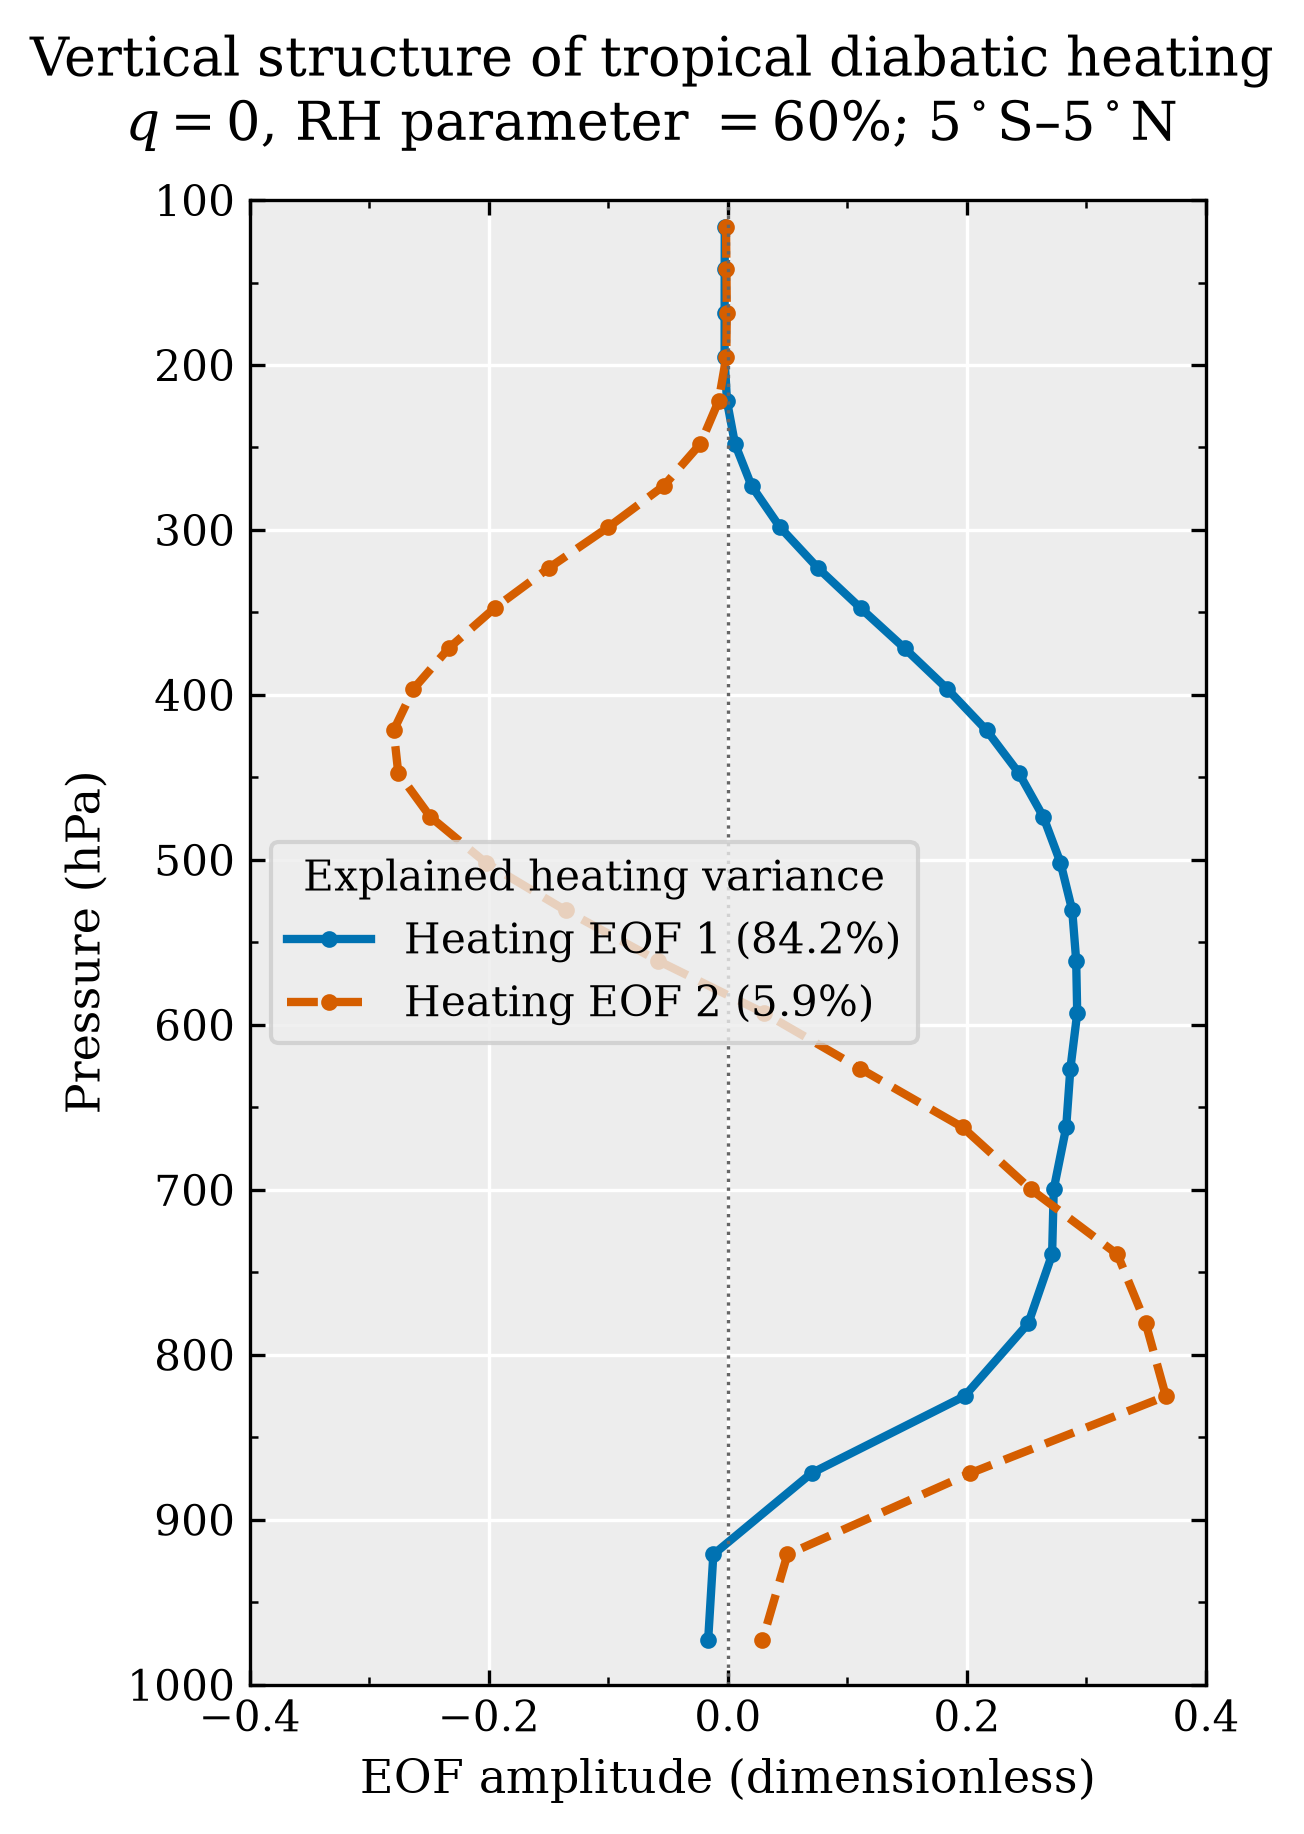 Vertical structure of tropical diabatic heating
q = 0, RH parameter = 60%; 5°S–5°N
100
200
300
400
500
600
700
800
900
1000
Pressure (hPa)
Explained heating variance
Heating EOF 1 (84.2%)
Heating EOF 2 (5.9%)
−0.4
−0.2
0.0
0.2
0.4
EOF amplitude (dimensionless)